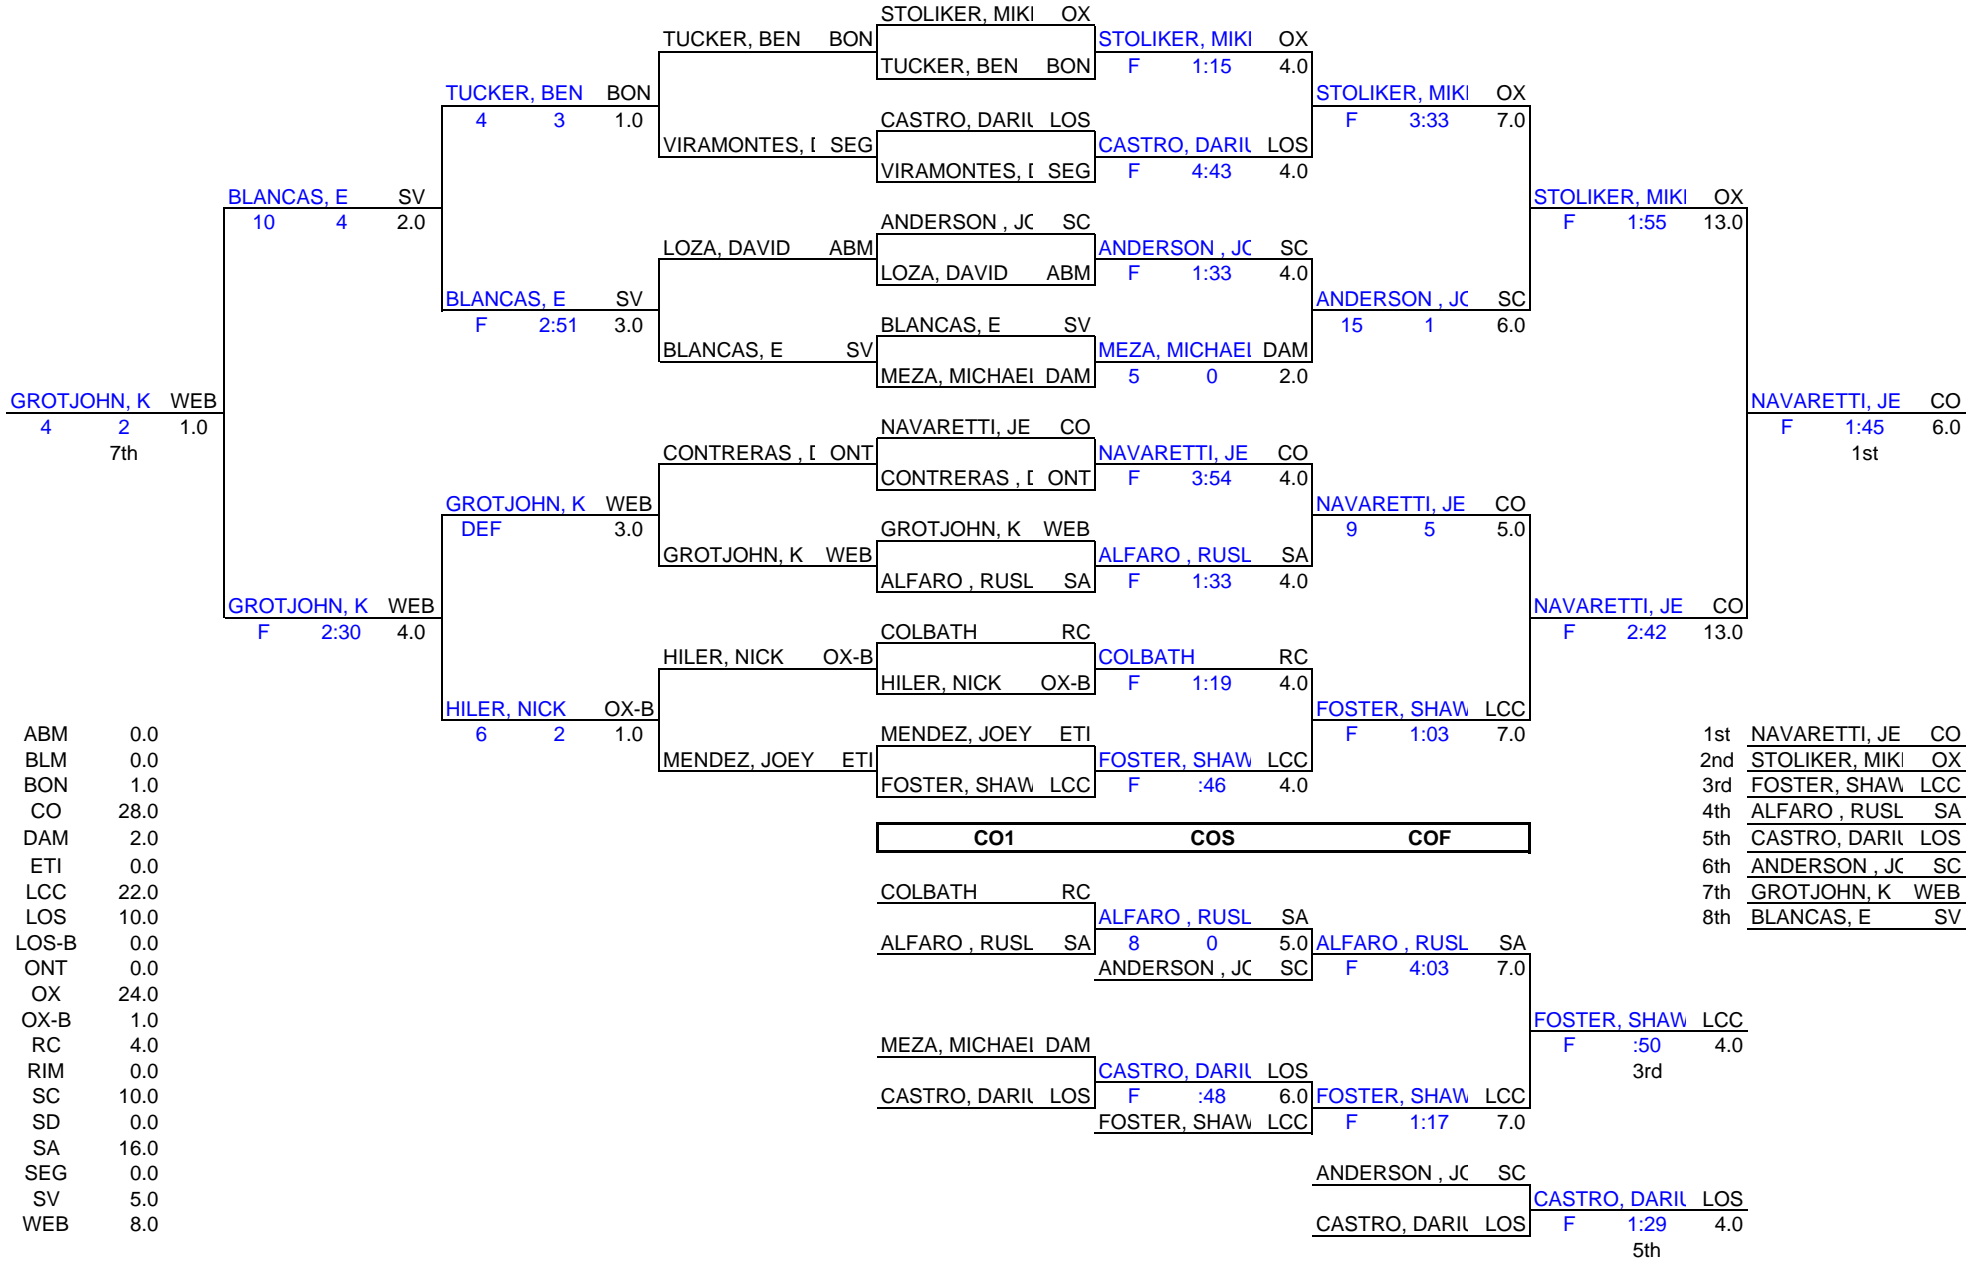 STOLIKER, MIKI OX
TUCKER, BEN BON STOLIKER, MIKI OX
TUCKER, BEN BON F 1:15 4.0
TUCKER, BEN BON STOLIKER, MIKI OX
4 3 1.0 CASTRO, DARIU LOS F 3:33 7.0
VIRAMONTES, D SEG CASTRO, DARIU LOS
VIRAMONTES, D SEG F 4:43 4.0
BLANCAS, E SV STOLIKER, MIKI OX
10 4 2.0 ANDERSON , JO SC F 1:55 13.0
LOZA, DAVID ABM ANDERSON , JO SC
LOZA, DAVID ABM F 1:33 4.0
BLANCAS, E SV ANDERSON , JO SC
F 2:51 3.0 BLANCAS, E SV 15 1 6.0
BLANCAS, E SV MEZA, MICHAEL DAM
MEZA, MICHAEL DAM 5 0 2.0
GROTJOHN, K WEB NAVARETTI, JE CO
4 2 1.0 NAVARETTI, JE CO F 1:45 6.0
7th CONTRERAS , D ONT NAVARETTI, JE CO 1st
CONTRERAS , D ONT F 3:54 4.0
GROTJOHN, K WEB NAVARETTI, JE CO
DEF 3.0 GROTJOHN, K WEB 9 5 5.0
GROTJOHN, K WEB ALFARO , RUSL SA
ALFARO , RUSL SA F 1:33 4.0
GROTJOHN, K WEB NAVARETTI, JE CO
F 2:30 4.0 COLBATH RC F 2:42 13.0
HILER, NICK OX-B COLBATH RC
HILER, NICK OX-B F 1:19 4.0
HILER, NICK OX-B FOSTER, SHAW LCC
ABM 0.0 6 2 1.0 MENDEZ, JOEY ETI F 1:03 7.0 1st NAVARETTI, JE CO
BLM 0.0 MENDEZ, JOEY ETI FOSTER, SHAW LCC 2nd STOLIKER, MIKI OX
BON 1.0 FOSTER, SHAW LCC F :46 4.0 3rd FOSTER, SHAW LCC
CO 28.0 4th ALFARO , RUSL SA
DAM 2.0 CO1 COS COF 5th CASTRO, DARIU LOS
ETI 0.0 6th ANDERSON , JO SC
LCC 22.0 COLBATH RC 7th GROTJOHN, K WEB
LOS 10.0 ALFARO , RUSL SA 8th BLANCAS, E SV
LOS-B 0.0 ALFARO , RUSL SA 8 0 5.0 ALFARO , RUSL SA
ONT 0.0 ANDERSON , JO SC F 4:03 7.0
OX 24.0
OX-B 1.0 FOSTER, SHAW LCC
RC 4.0 MEZA, MICHAEL DAM F :50 4.0
RIM 0.0 CASTRO, DARIU LOS 3rd
SC 10.0 CASTRO, DARIU LOS F :48 6.0 FOSTER, SHAW LCC
SD 0.0 FOSTER, SHAW LCC F 1:17 7.0
SA 16.0
SEG 0.0 ANDERSON , JO SC
SV 5.0 CASTRO, DARIU LOS
WEB 8.0 CASTRO, DARIU LOS F 1:29 4.0
5th